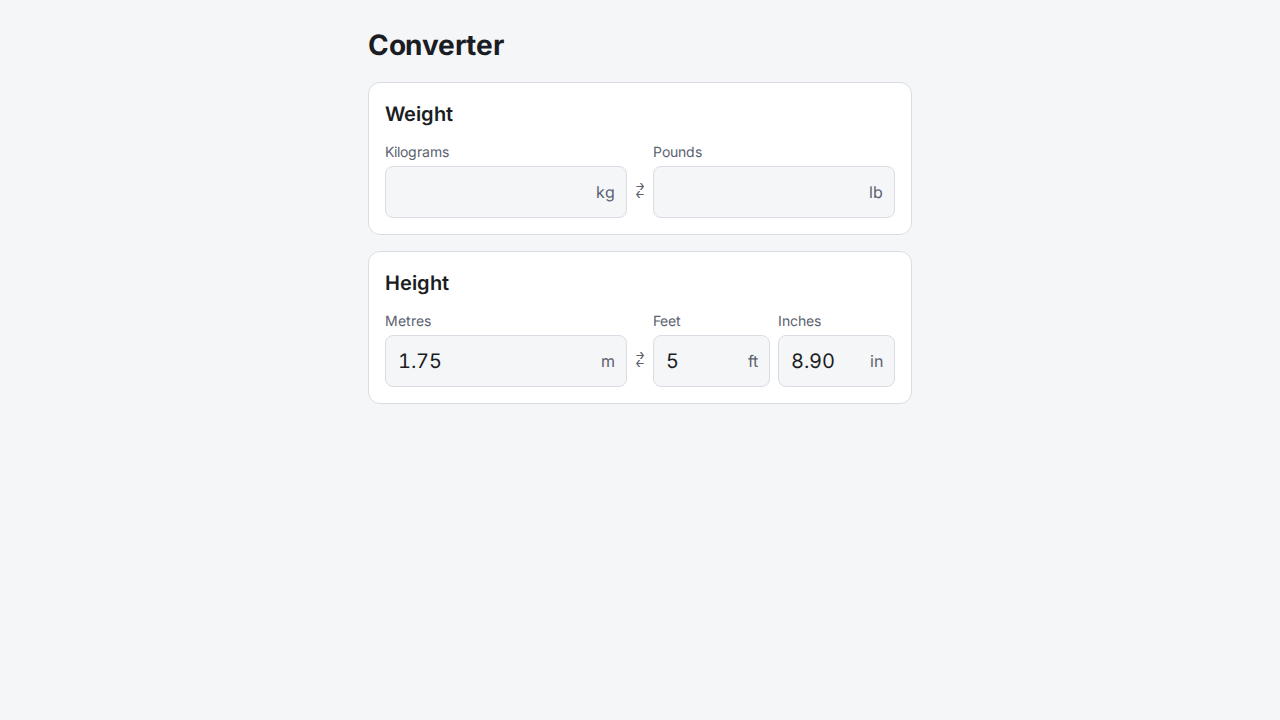 Converter
Weight
Kilograms Pounds
kg ⇄ lb
Height
Metres Feet Inches
1.75 m ⇄ 5 ft 8.90 in